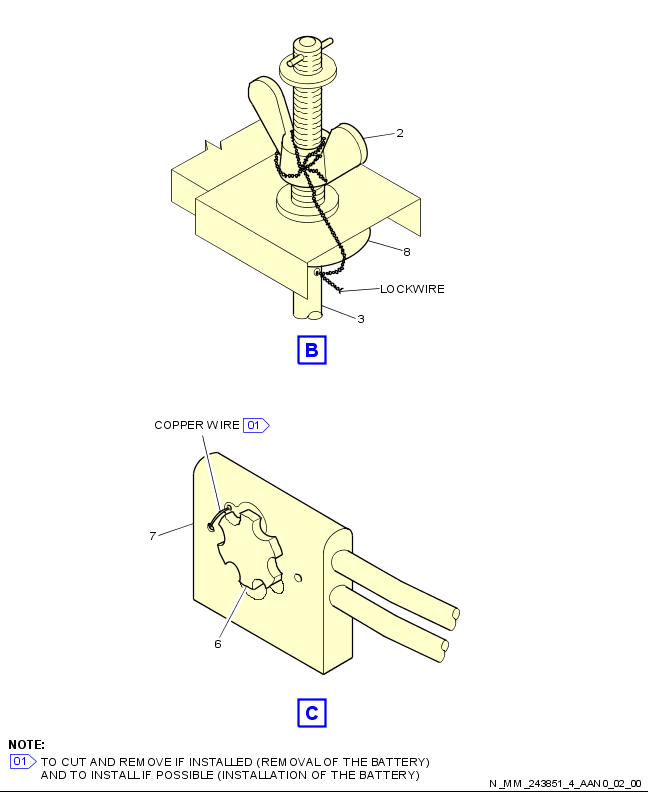 2
8
LOCKWIRE
3
B
COPPER WIRE 01
7
6
C
NOTE:
01 TO CUT AND REMOVE IF INSTALLED (REMOVAL OF THE BATTERY)
AND TO INSTALL IF POSSIBLE (INSTALLATION OF THE BATTERY)
N_MM_243851_4_AAN0_02_00